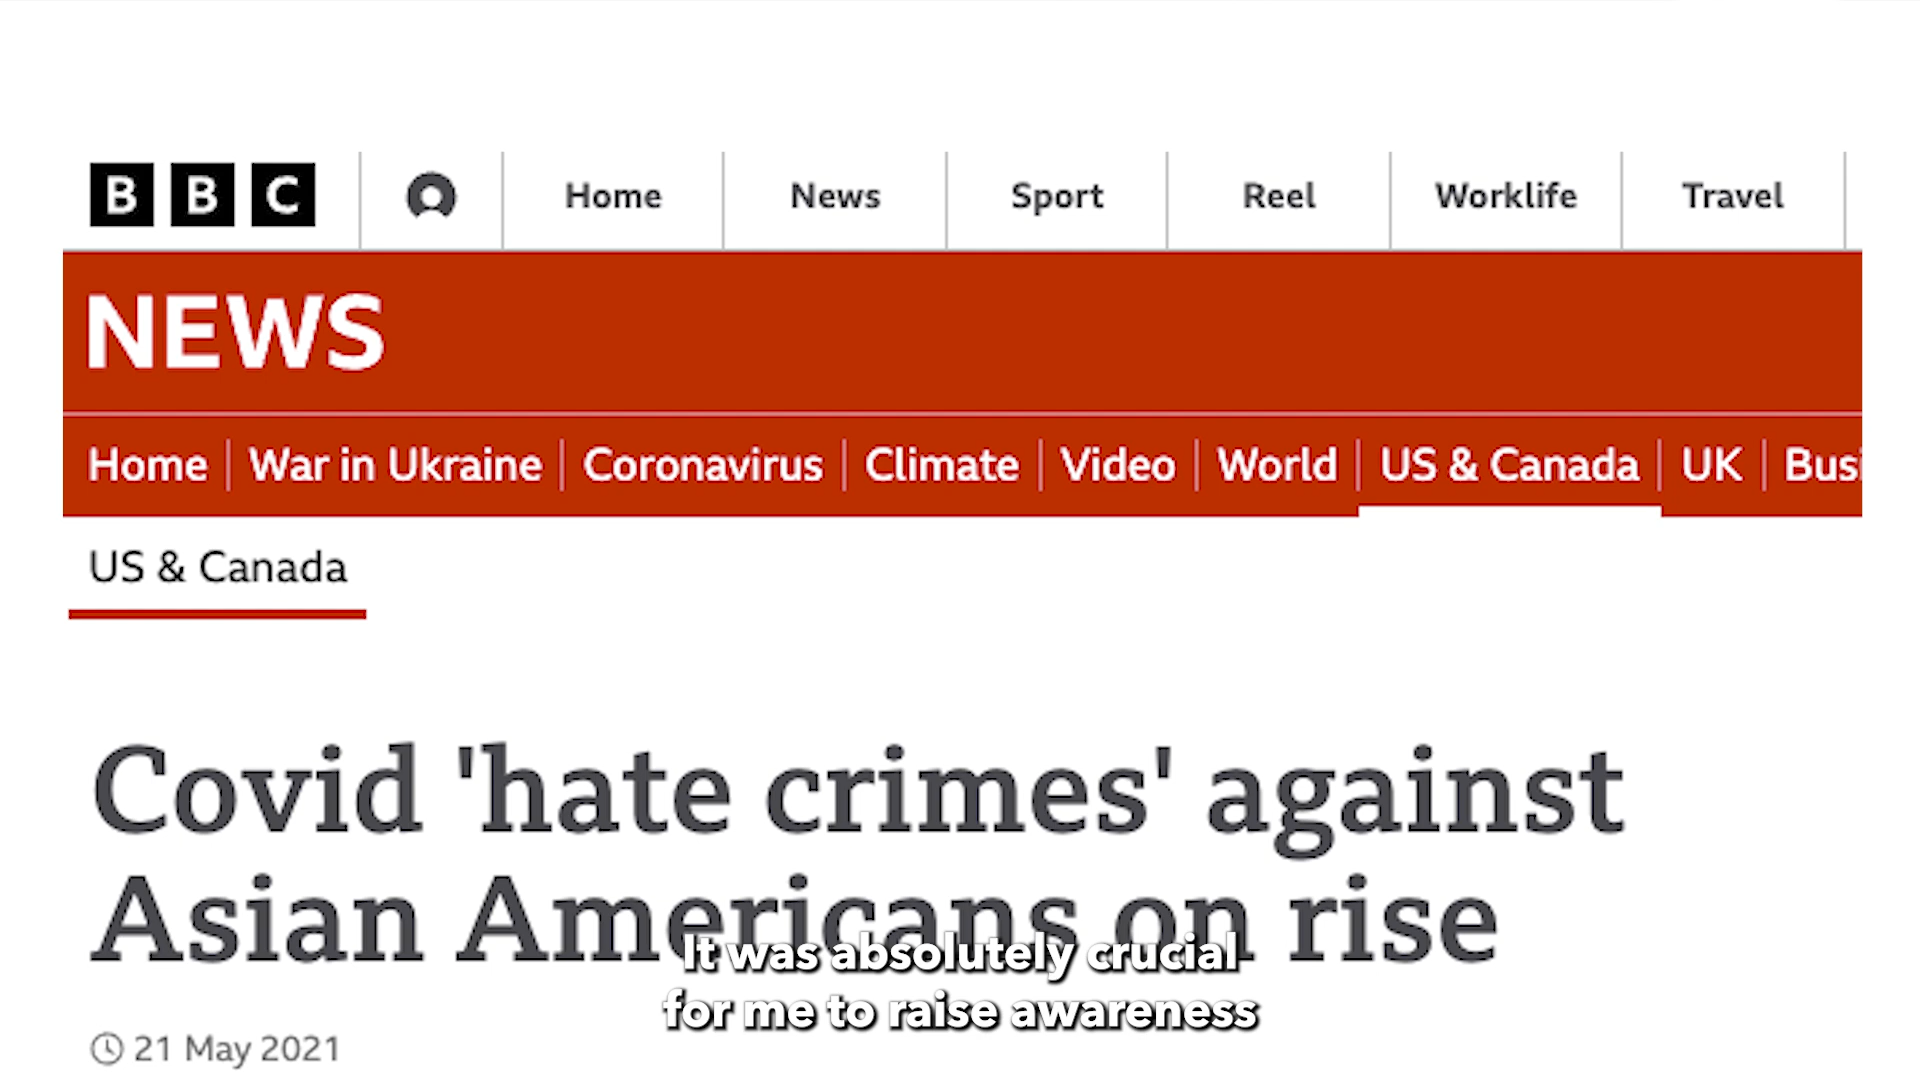 BBC Home News Sport Reel Worklife Travel
NEWS
Home War in Ukraine Coronavirus Climate Video World US & Canada UK Busi
US & Canada
Covid 'hate crimes' against
Asian Americans on rise
It was absolutely crucial
for me to raise awareness
21 May 2021